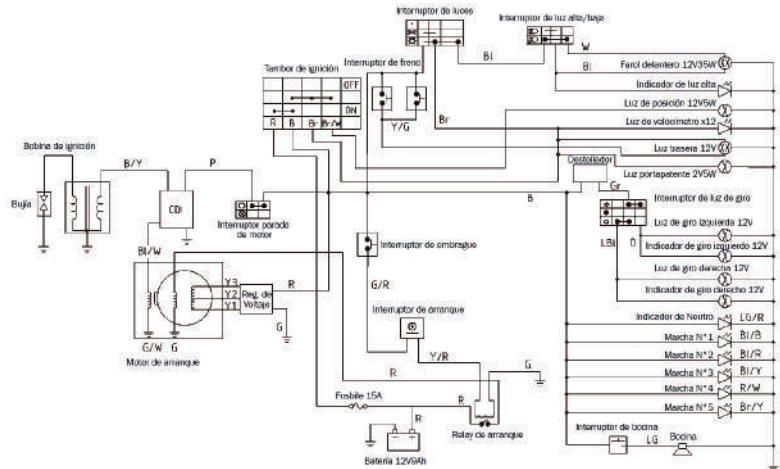 Interruptor de luces
Interruptor de luz alta/baja
Bl
W
Bl
Farol delantero 12V35W
Interruptor de freno
Tambor de ignición
OFF
ON
R
B
Br
Br/W
Y/G
Br
Indicador de luz alta
Luz de posición 12V5W
Luz de velocímetro x12
Luz trasera 12V
Luz portapatente 2V5W
Destellador
Gr
B
Bobina de ignición
B/Y
P
Bujía
CDI
Interruptor parada
de motor
Interruptor de luz de giro
Luz de giro izquierda 12V
LBl
O
Indicador de giro izquierdo 12V
Luz de giro derecha 12V
Indicador de giro derecho 12V
Bl/W
Interruptor de embrague
G/R
Y3
Y2
Y1
Reg. de
Voltaje
R
G
G/W
G
Motor de arranque
Interruptor de arranque
Y/R
G
R
Fusbile 15A
R
R
Relay de arranque
Batería 12V9Ah
Indicador de Neutro
LG/R
Marcha N°1
Bl/B
Marcha N°2
Bl/R
Marcha N°3
Bl/Y
Marcha N°4
R/W
Marcha N°5
Br/Y
Interruptor de bocina
LG
Bocina